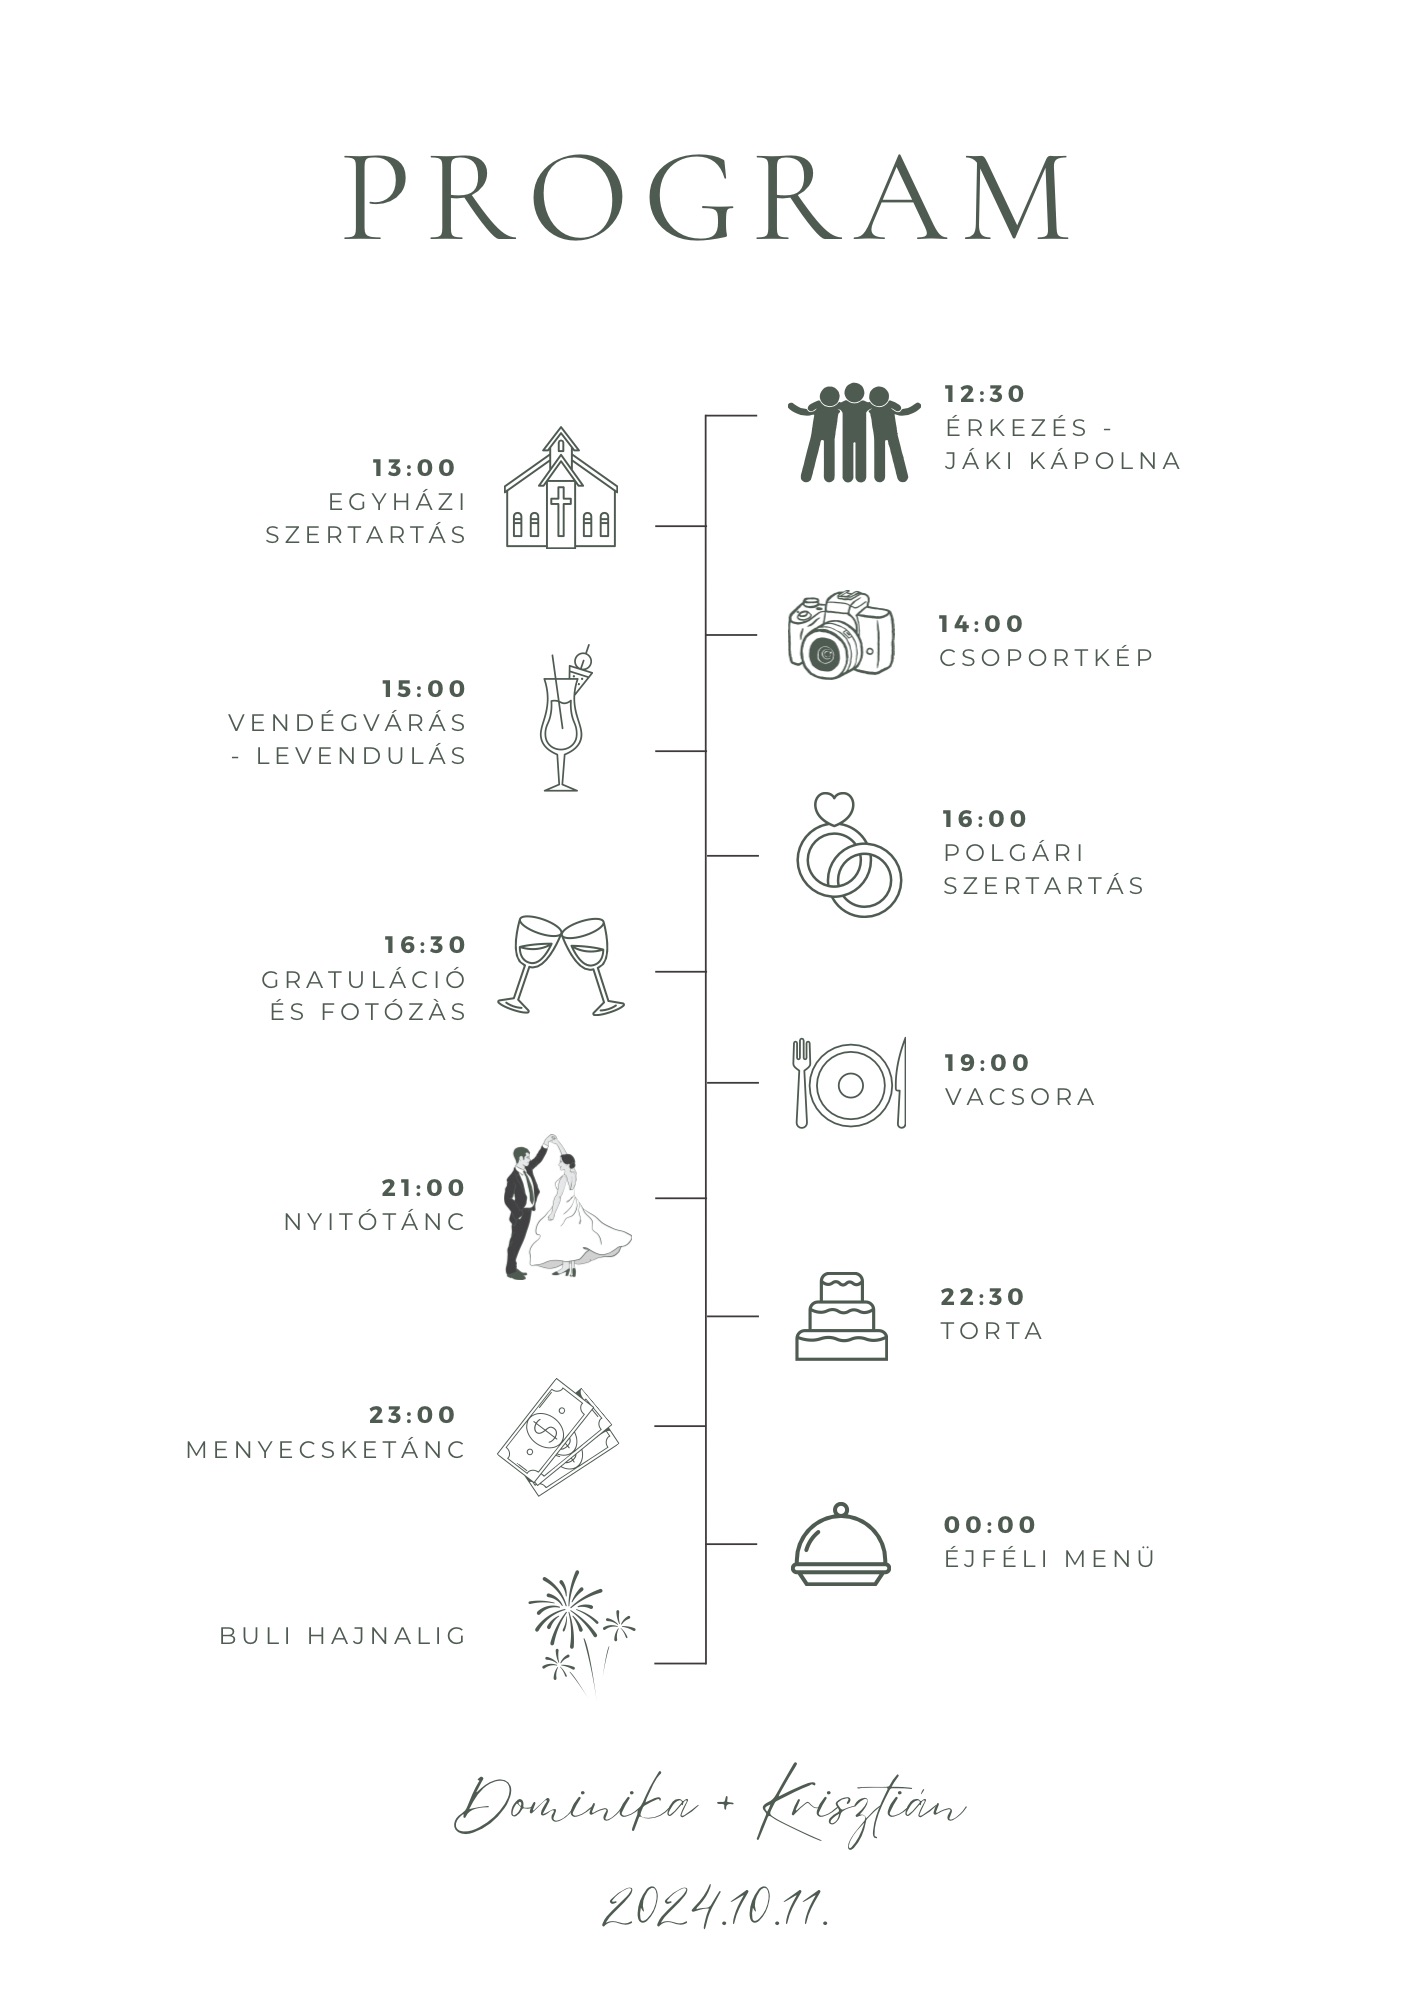 PROGRAM
12:30
ÉRKEZÉS -
JÁKI KÁPOLNA
13:00
EGYHÁZI
SZERTARTÁS
14:00
CSOPORTKÉP
15:00
VENDÉGVÁRÁS
- LEVENDULÁS
16:00
POLGÁRI
SZERTARTÁS
16:30
GRATULÁCIÓ
ÉS FOTÓZÀS
19:00
VACSORA
21:00
NYITÓTÁNC
22:30
TORTA
23:00
MENYECSKETÁNC
00:00
ÉJFÉLI MENÜ
BULI HAJNALIG
Dominika + Krisztián
2024.10.11.